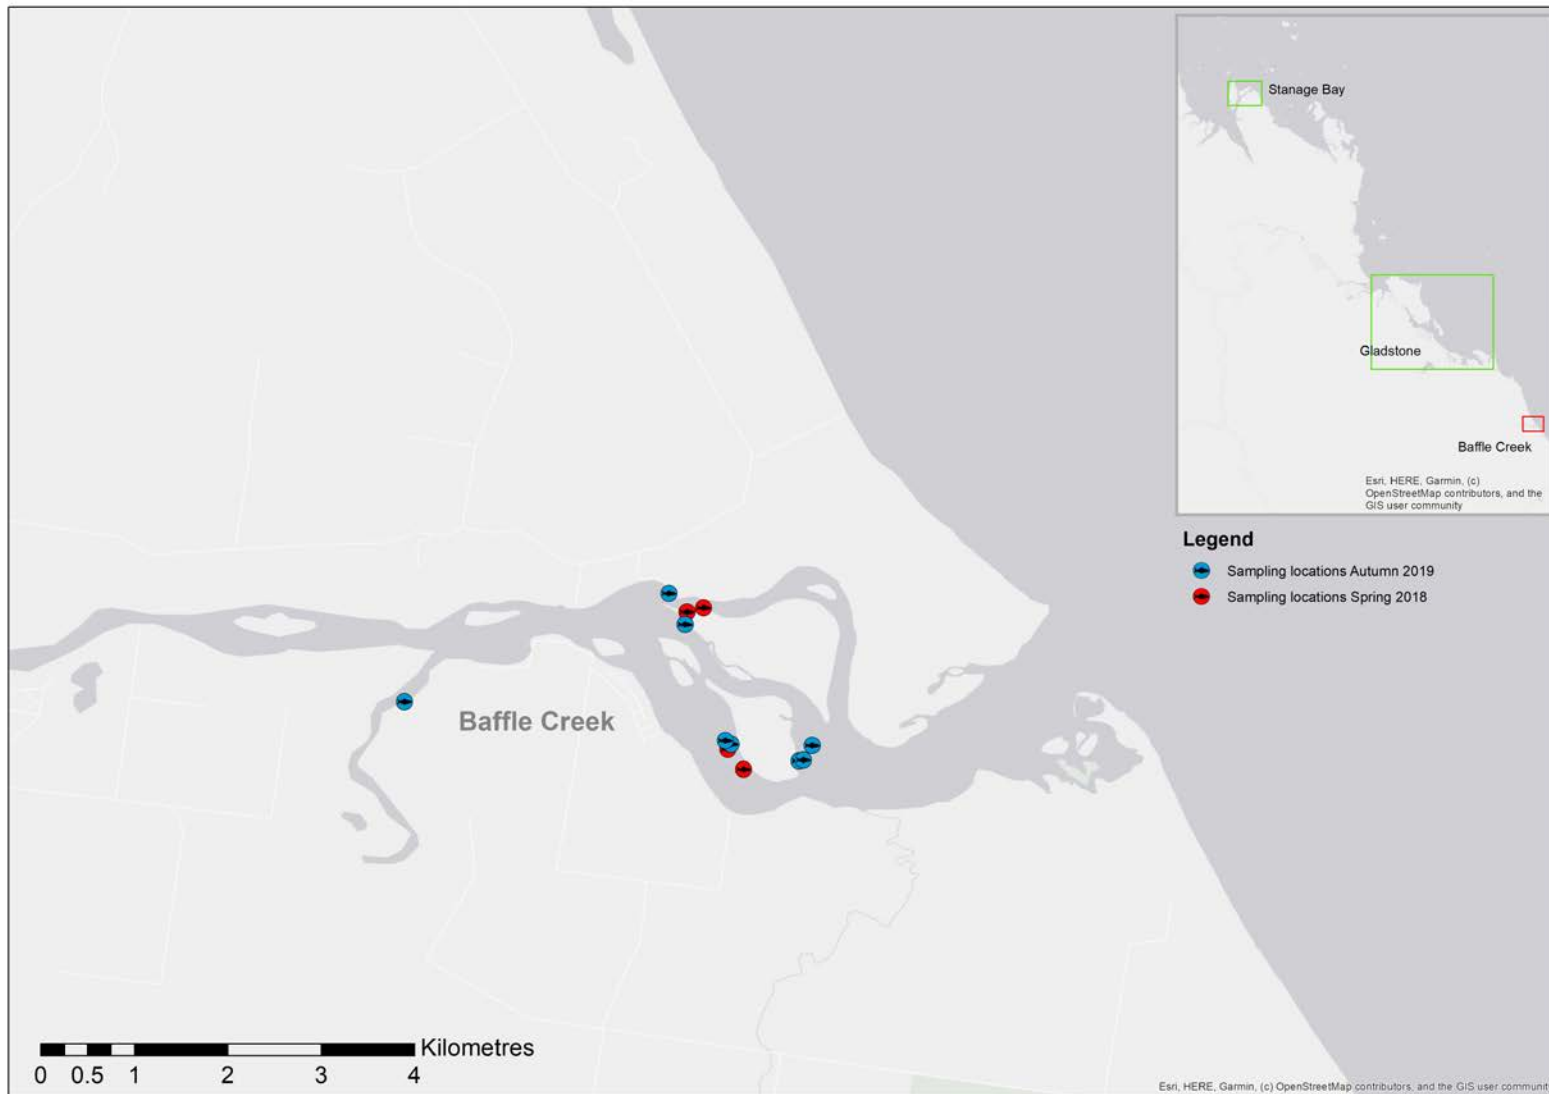 Stanage Bay
Gladstone
Baffle Creek
Esri, HERE, Garmin, (c)
OpenStreetMap contributors, and the
GIS user community
Legend
Sampling locations Autumn 2019
Sampling locations Spring 2018
Baffle Creek
Kilometres
0 0.5 1 2 3 4
Esri, HERE, Garmin, (c) OpenStreetMap contributors, and the GIS user community